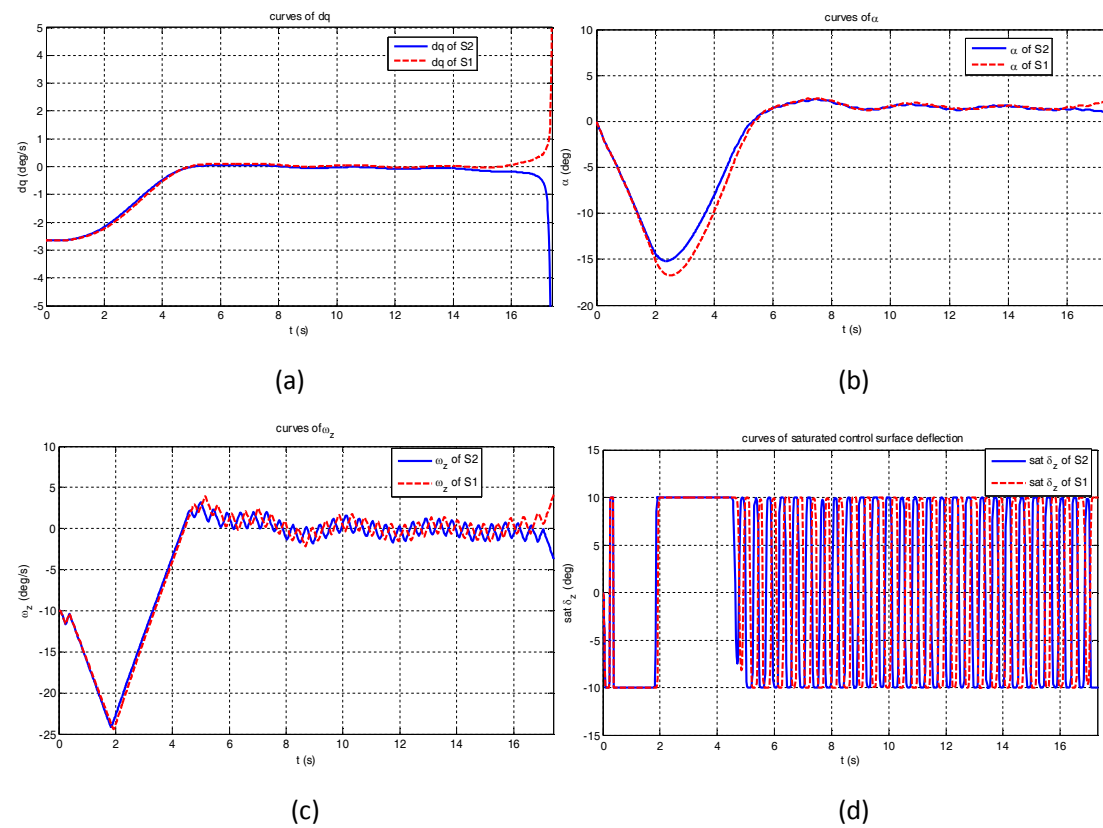 curves of dq
dq of S2
dq of S1
5
4
3
2
1
0
-1
-2
-3
-4
-5
dq (deg/s)
0 2 4 6 8 10 12 14 16
t (s)
(a)
curves of α
α of S2
α of S1
10
5
0
-5
-10
-15
-20
α (deg)
0 2 4 6 8 10 12 14 16
t (s)
(b)
curves of ω_z
ω_z of S2
ω_z of S1
10
5
0
-5
-10
-15
-20
-25
ω_z (deg/s)
0 2 4 6 8 10 12 14 16
t (s)
(c)
curves of saturated control surface deflection
sat δ_z of S2
sat δ_z of S1
15
10
5
0
-5
-10
-15
sat δ_z (deg)
0 2 4 6 8 10 12 14 16
t (s)
(d)